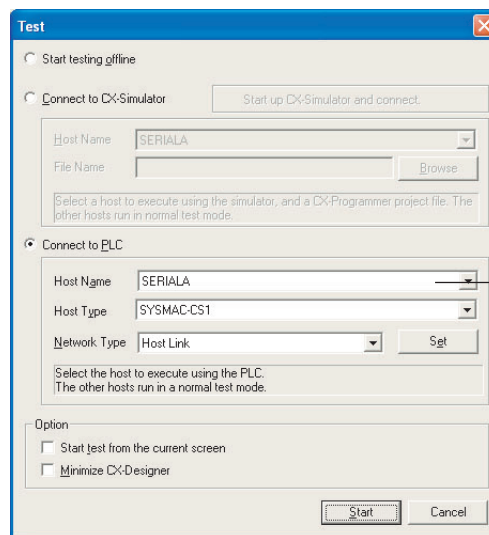 Test
Start testing offline
Connect to CX-Simulator
Start up CX-Simulator and connect.
Host Name
SERIALA
File Name
Browse
Select a host to execute using the simulator, and a CX-Programmer project file. The
other hosts run in normal test mode.
Connect to PLC
Host Name
SERIALA
Host Type
SYSMAC-CS1
Network Type
Host Link
Set
Select the host to execute using the PLC.
The other hosts run in a normal test mode.
Option
Start test from the current screen
Minimize CX-Designer
Start
Cancel